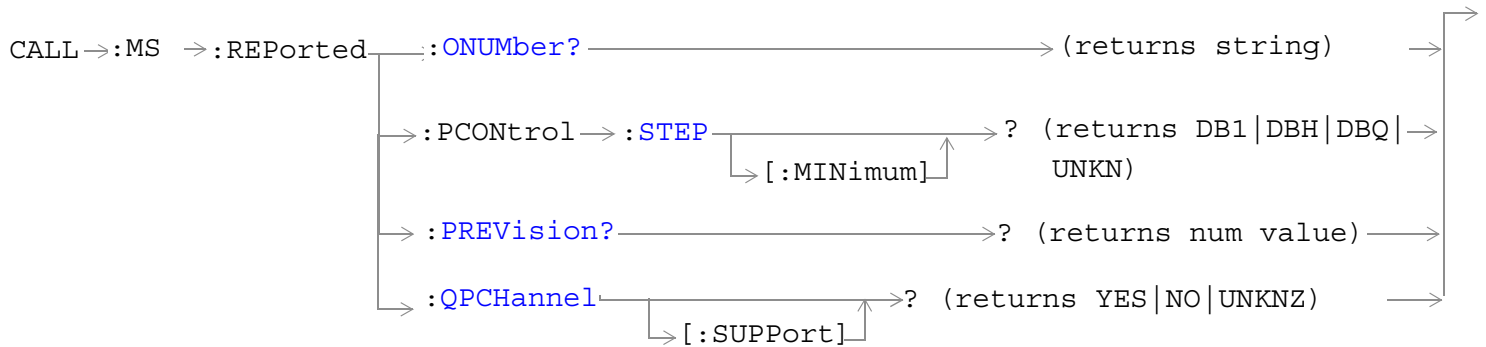 CALL :MS :REPorted :ONUMber? (returns string)
:PCONtrol :STEP ? (returns DB1|DBH|DBQ|
[:MINimum] UNKN)
:PREVision? ? (returns num value)
:QPCHannel ? (returns YES|NO|UNKNZ)
[:SUPPort]